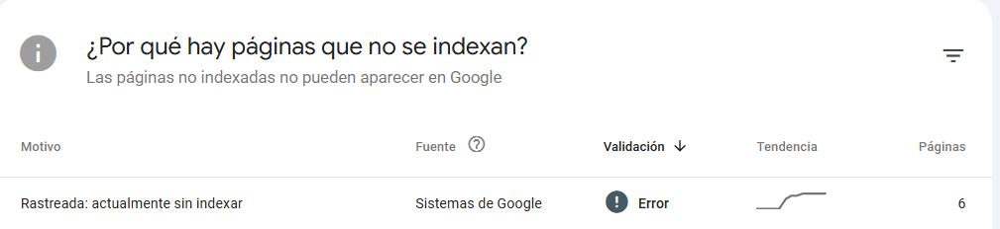 ¿Por qué hay páginas que no se indexan?
Las páginas no indexadas no pueden aparecer en Google
Motivo Fuente Validación Tendencia Páginas
Rastreada: actualmente sin indexar Sistemas de Google Error 6